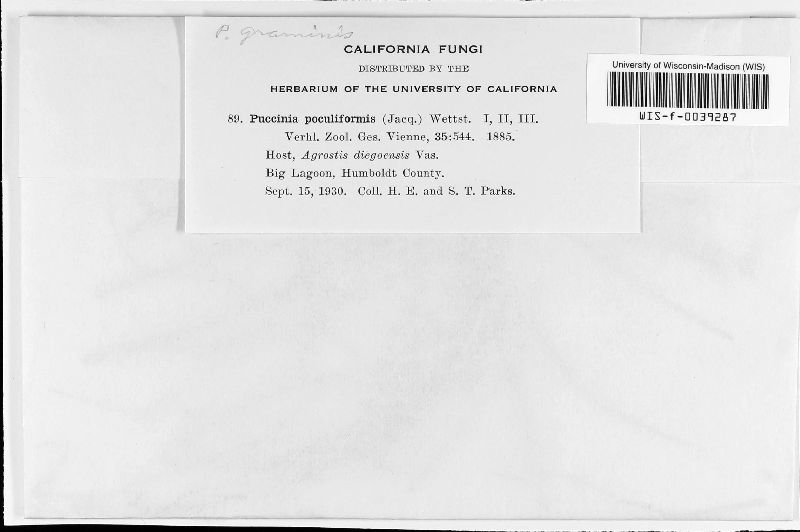 P. graminis
CALIFORNIA FUNGI
DISTRIBUTED BY THE
HERBARIUM OF THE UNIVERSITY OF CALIFORNIA
89. Puccinia poculiformis (Jacq.) Wettst. I, II, III.
Verhl. Zool. Ges. Vienne, 35:544. 1885.
Host, Agrostis diegoensis Vas.
Big Lagoon, Humboldt County.
Sept. 15, 1930. Coll. H. E. and S. T. Parks.
University of Wisconsin-Madison (WIS)
WIS-f-0039287